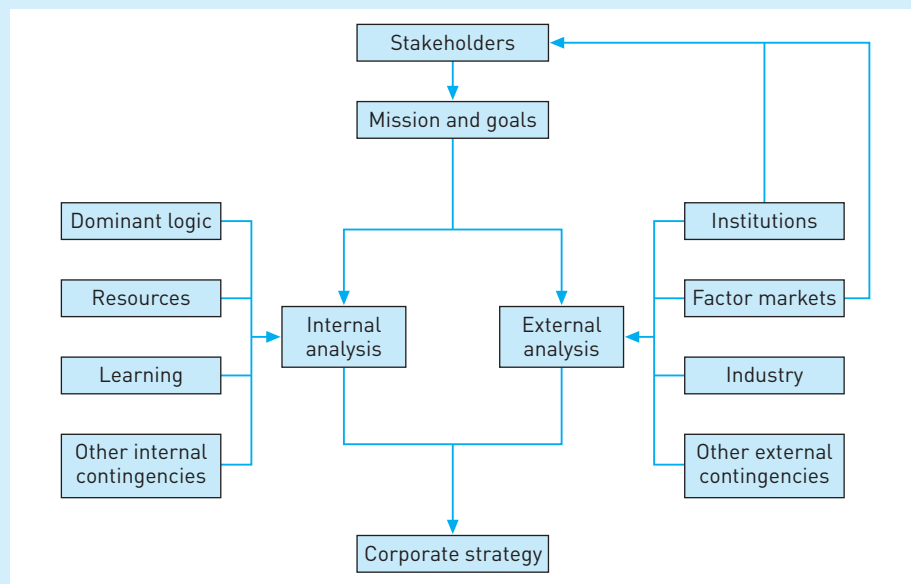 Stakeholders
Mission and goals
Dominant logic
Institutions
Resources
Factor markets
Internal
analysis
External
analysis
Learning
Industry
Other internal
contingencies
Other external
contingencies
Corporate strategy